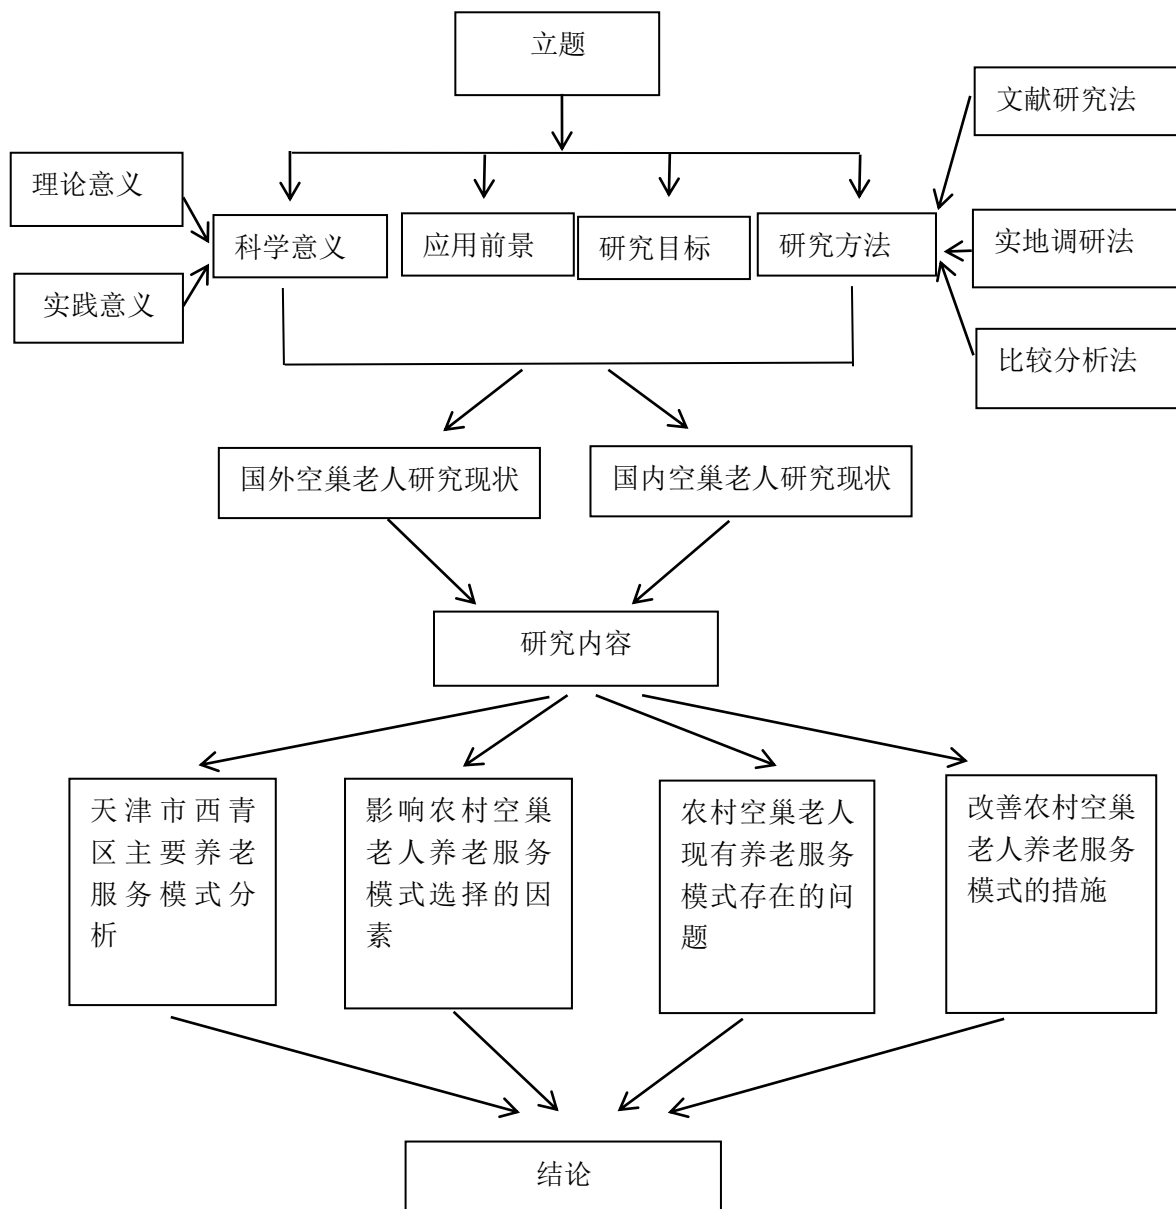 立题
文献研究法
理论意义
科学意义
应用前景
研究目标
研究方法
实地调研法
实践意义
比较分析法
国外空巢老人研究现状
国内空巢老人研究现状
研究内容
天津市西青
区主要养老
服务模式分
析
影响农村空巢
老人养老服务
模式选择的因
素
农村空巢老人
现有养老服务
模式存在的问
题
改善农村空巢
老人养老服务
模式的措施
结论